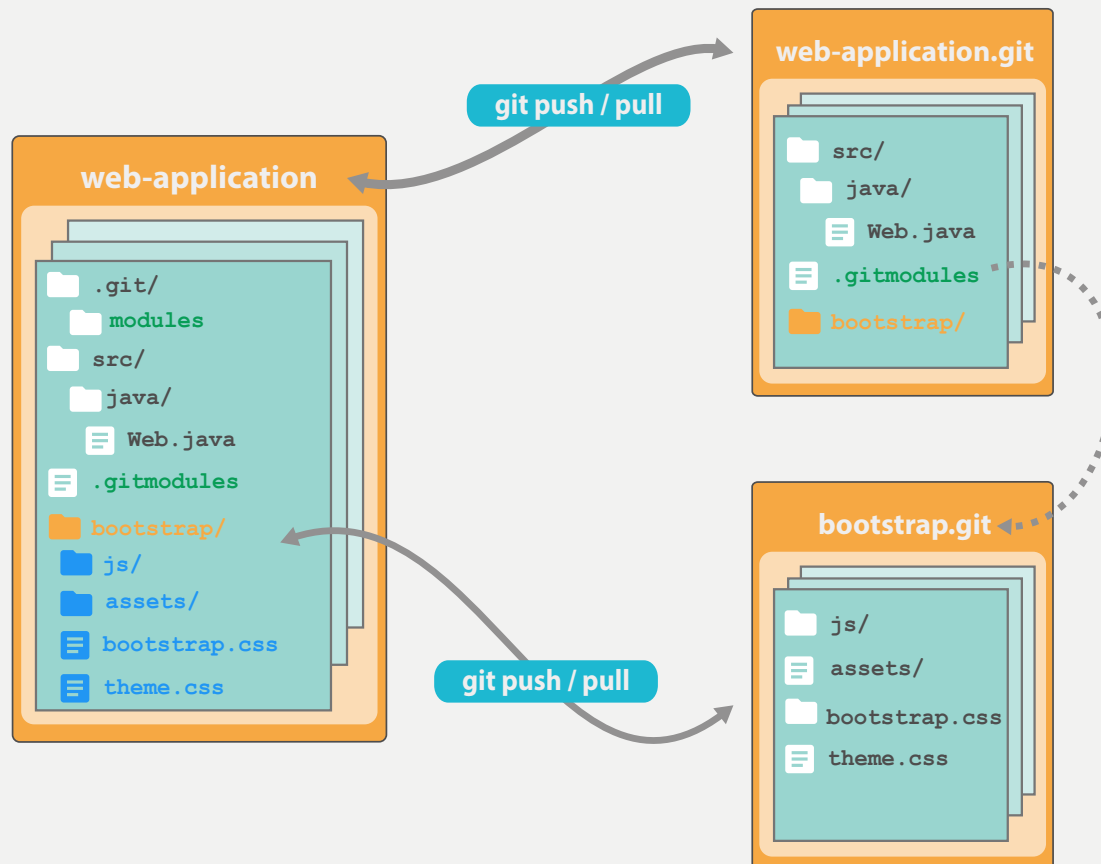 web-application
.git/
modules
src/
java/
Web.java
.gitmodules
bootstrap/
js/
assets/
bootstrap.css
theme.css
git push / pull
web-application.git
src/
java/
Web.java
.gitmodules
bootstrap/
git push / pull
bootstrap.git
js/
assets/
bootstrap.css
theme.css